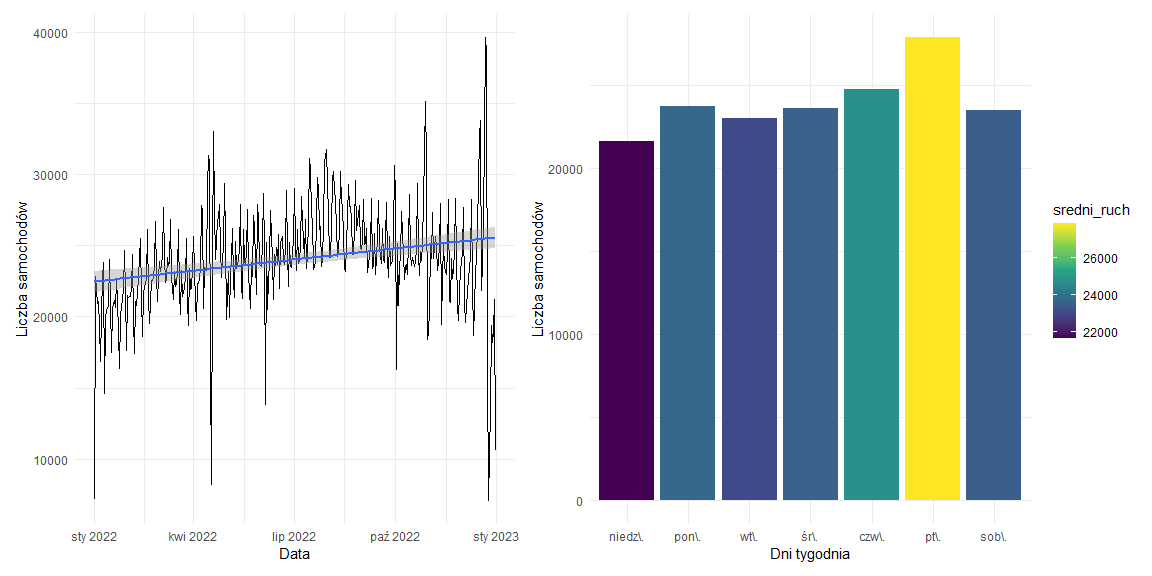 Liczba samochodów
40000
30000
20000
10000
sty 2022
kwi 2022
lip 2022
paź 2022
sty 2023
Data
Liczba samochodów
20000
10000
0
niedz\.
pon\.
wt\.
śr\.
czw\.
pt\.
sob\.
Dni tygodnia
sredni_ruch
26000
24000
22000